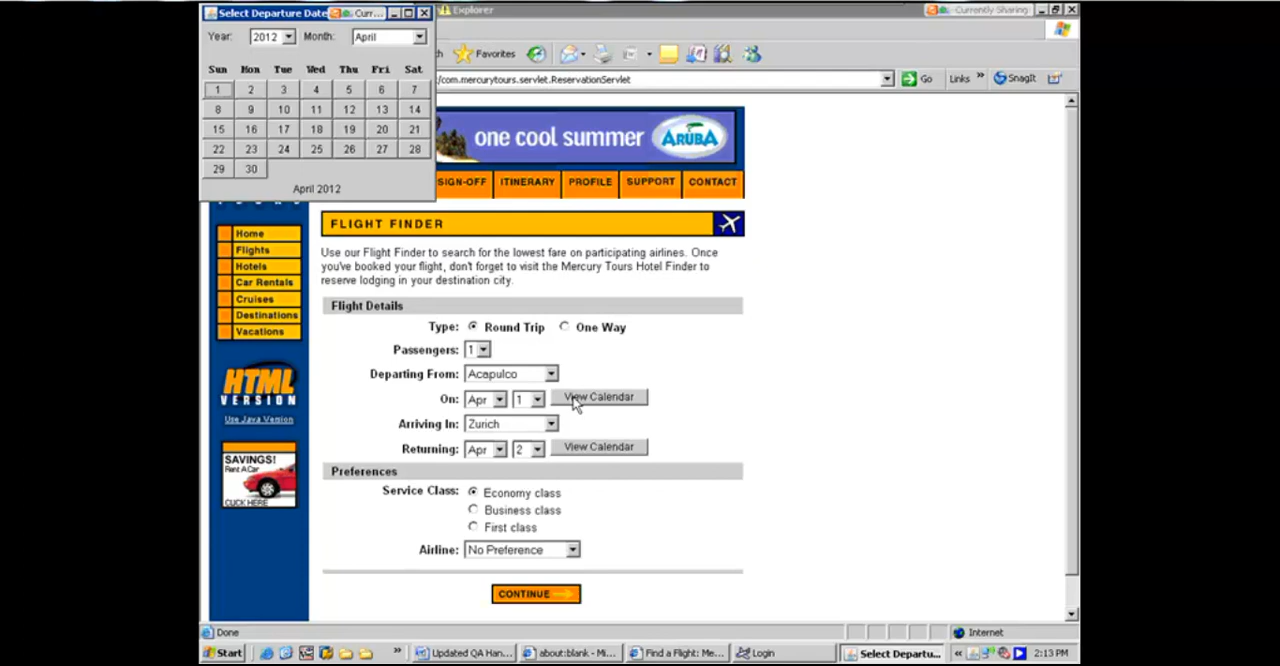 Select Departure Date
Curr...
Explorer
Currently Sharing
Year: 2012 Month: April
Favorites
Sun Mon Tue Wed Thu Fri Sat
1 2 3 4 5 6 7
8 9 10 11 12 13 14
15 16 17 18 19 20 21
22 23 24 25 26 27 28
29 30
April 2012
/com.mercurytours.servlet.ReservationServlet
Go
Links »
SnagIt
one cool summer
ARUBA
SIGN-OFF ITINERARY PROFILE SUPPORT CONTACT
Home
Flights
Hotels
Car Rentals
Cruises
Destinations
Vacations
HTML
VERSION
Use Java Version
SAVINGS!
Rent A Car
CLICK HERE
FLIGHT FINDER
Use our Flight Finder to search for the lowest fare on participating airlines. Once
you've booked your flight, don't forget to visit the Mercury Tours Hotel Finder to
reserve lodging in your destination city.
Flight Details
Type: Round Trip One Way
Passengers: 1
Departing From: Acapulco
On: Apr 1 View Calendar
Arriving In: Zurich
Returning: Apr 2 View Calendar
Preferences
Service Class: Economy class
Business class
First class
Airline: No Preference
CONTINUE
Done
Internet
Start
»
Updated QA Han...
about:blank - Mi...
Find a Flight: Me...
Login
Select Departu...
«
2:13 PM